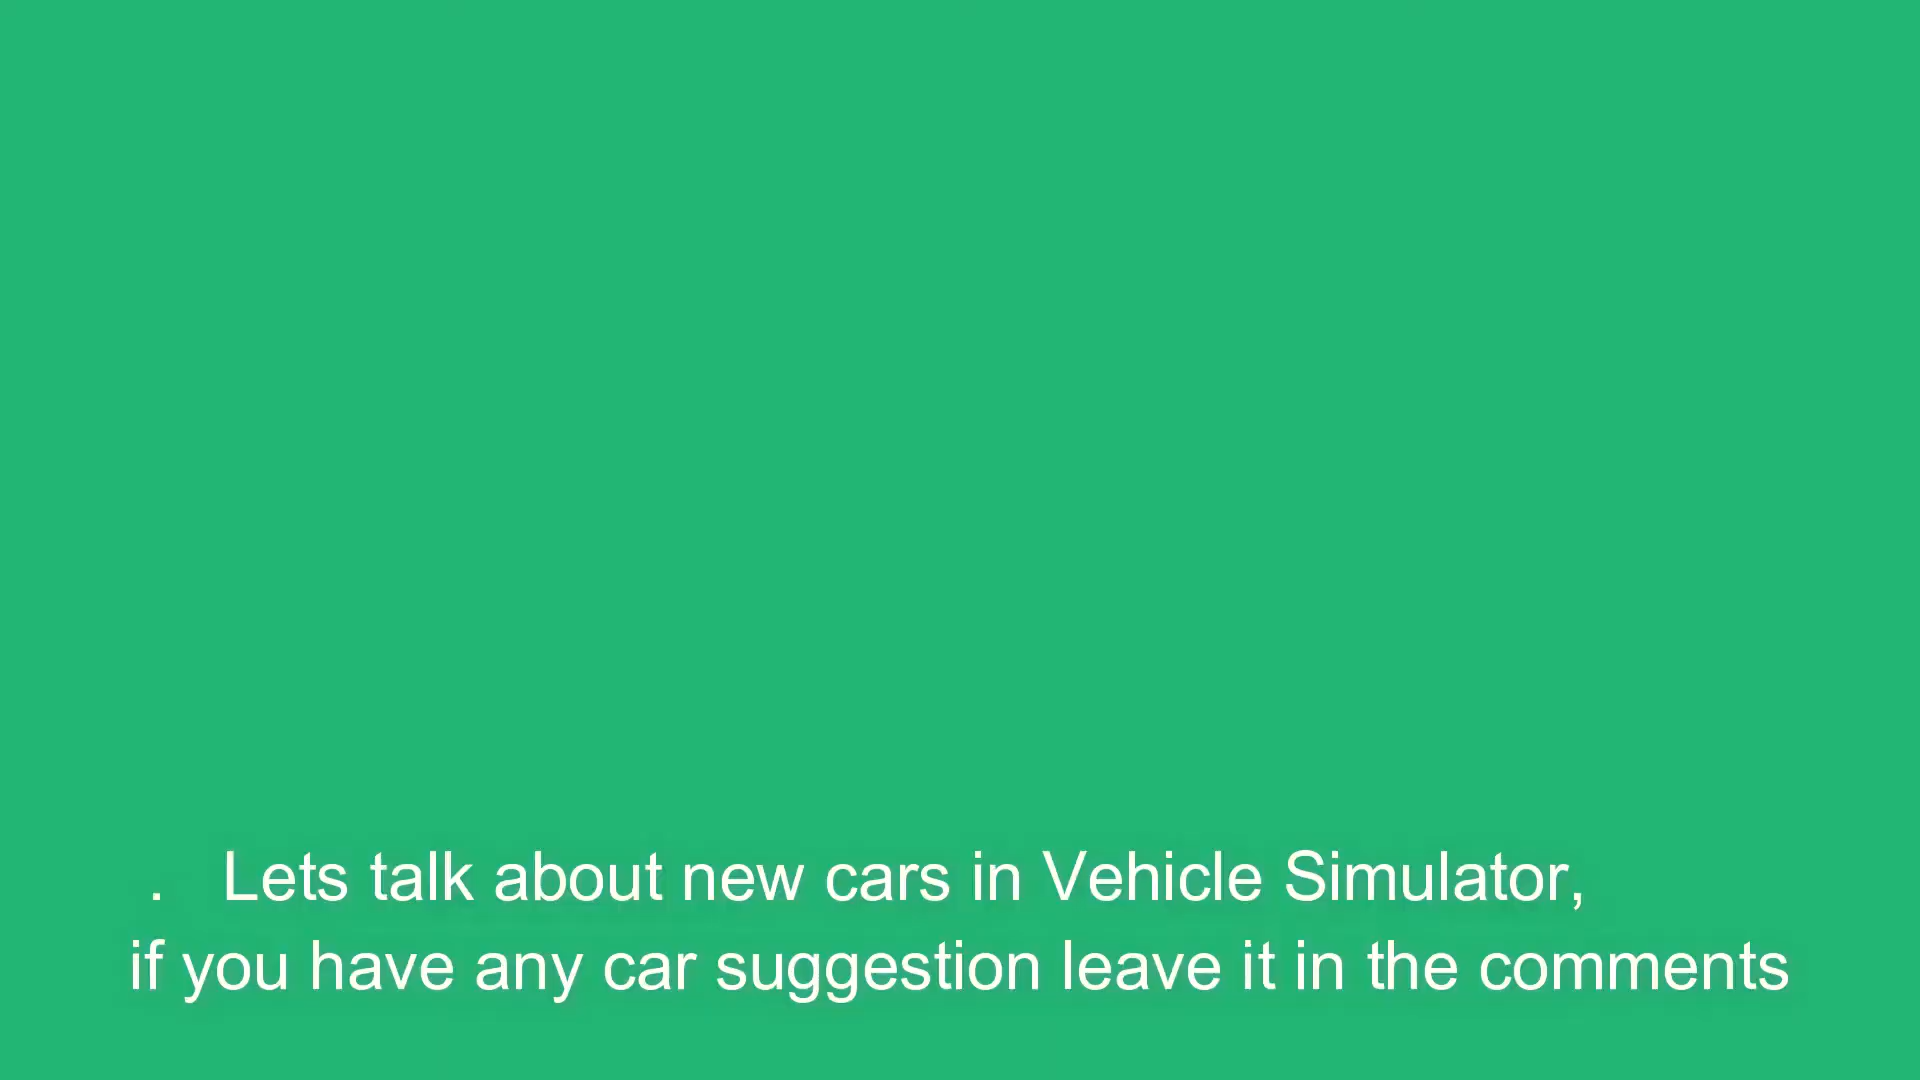 . Lets talk about new cars in Vehicle Simulator,
if you have any car suggestion leave it in the comments